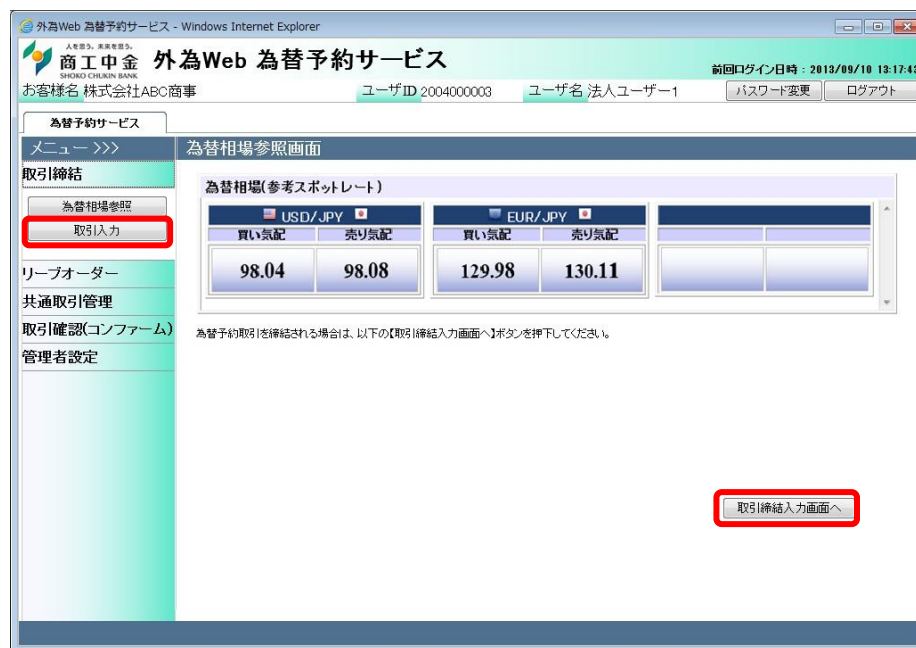 外為Web 為替予約サービス - Windows Internet Explorer
人を思う。未来を思う。
商工中金
SHOKO CHUKIN BANK
外為Web 為替予約サービス
前回ログイン日時：2013/09/10 13:17:43
お客様名 株式会社ABC商事 ユーザID 2004000003 ユーザ名 法人ユーザー1 パスワード変更 ログアウト
為替予約サービス
メニュー >>>
為替相場参照画面
取引締結
為替相場参照
取引入力
リーブオーダー
共通取引管理
取引確認(コンファーム)
管理者設定
為替相場(参考スポットレート)
USD/JPY EUR/JPY
買い気配 売り気配 買い気配 売り気配
98.04 98.08 129.98 130.11
為替予約取引を締結される場合は、以下の【取引締結入力画面へ】ボタンを押下してください。
取引締結入力画面へ